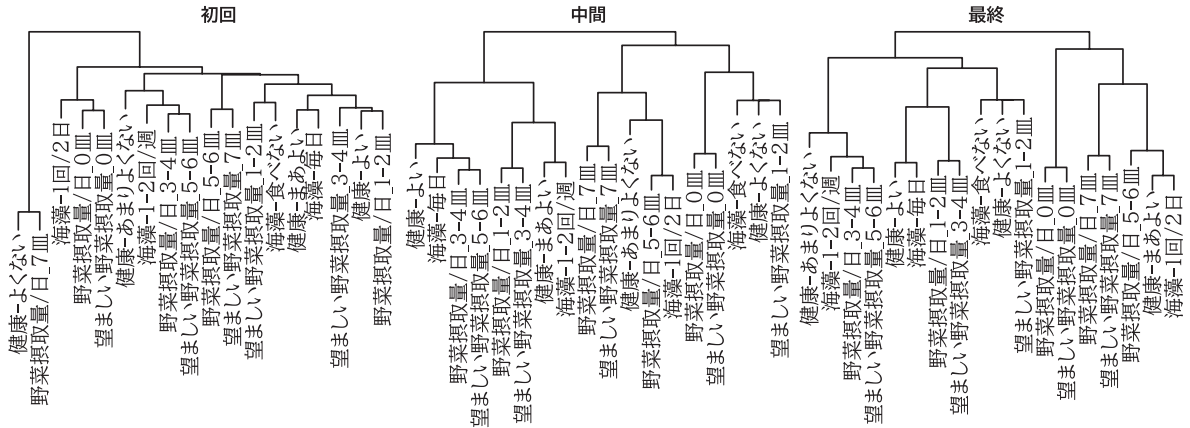 初回
健康-よくない
野菜摂取量/日_7皿
海藻-1回/2日
野菜摂取量/日_0皿
望ましい野菜摂取量_0皿
健康-あまりよくない
海藻-1-2回/週
野菜摂取量/日_3-4皿
望ましい野菜摂取量_5-6皿
野菜摂取量/日_5-6皿
望ましい野菜摂取量_7皿
望ましい野菜摂取量_1-2皿
海藻-食べない
健康-まあよい
海藻-毎日
望ましい野菜摂取量_3-4皿
健康-よい
野菜摂取量/日_1-2皿
中間
健康-よい
海藻-毎日
野菜摂取量/日_3-4皿
望ましい野菜摂取量_5-6皿
野菜摂取量/日_1-2皿
望ましい野菜摂取量_3-4皿
健康-まあよい
海藻-1-2回/週
野菜摂取量/日_7皿
望ましい野菜摂取量_7皿
健康-あまりよくない
野菜摂取量/日_5-6皿
海藻-1回/2日
野菜摂取量/日_0皿
望ましい野菜摂取量_0皿
海藻-食べない
健康-よくない
望ましい野菜摂取量_1-2皿
最終
健康-あまりよくない
海藻-1-2回/週
野菜摂取量/日_3-4皿
望ましい野菜摂取量_5-6皿
健康-よい
海藻-毎日
野菜摂取量/日_1-2皿
望ましい野菜摂取量_3-4皿
海藻-食べない
健康-よくない
望ましい野菜摂取量_1-2皿
野菜摂取量/日_0皿
望ましい野菜摂取量_0皿
野菜摂取量/日_7皿
望ましい野菜摂取量_7皿
野菜摂取量/日_5-6皿
健康-まあよい
海藻-1回/2日